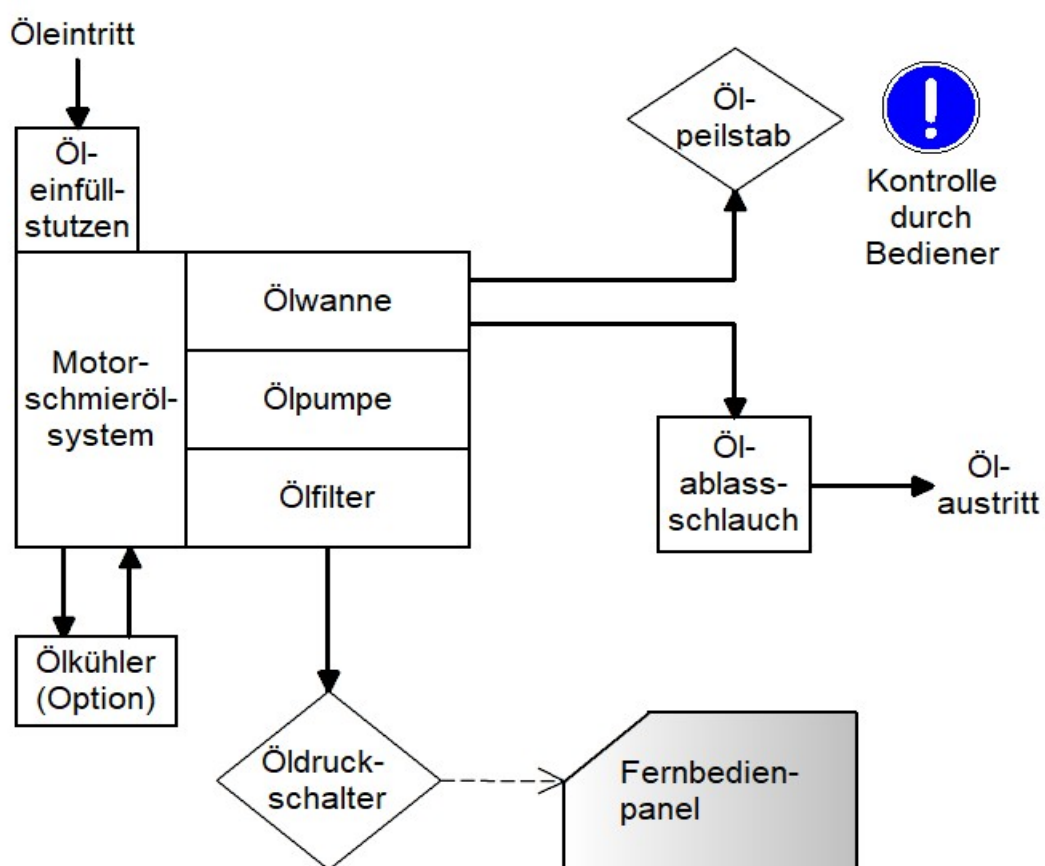 Öleintritt
Öl-
einfüll-
stutzen
Öl-
peilstab
Kontrolle
durch
Bediener
Motor-
schmieröl-
system
Ölwanne
Ölpumpe
Ölfilter
Öl-
ablass-
schlauch
Öl-
austritt
Ölkühler
(Option)
Öldruck-
schalter
Fernbedien-
panel